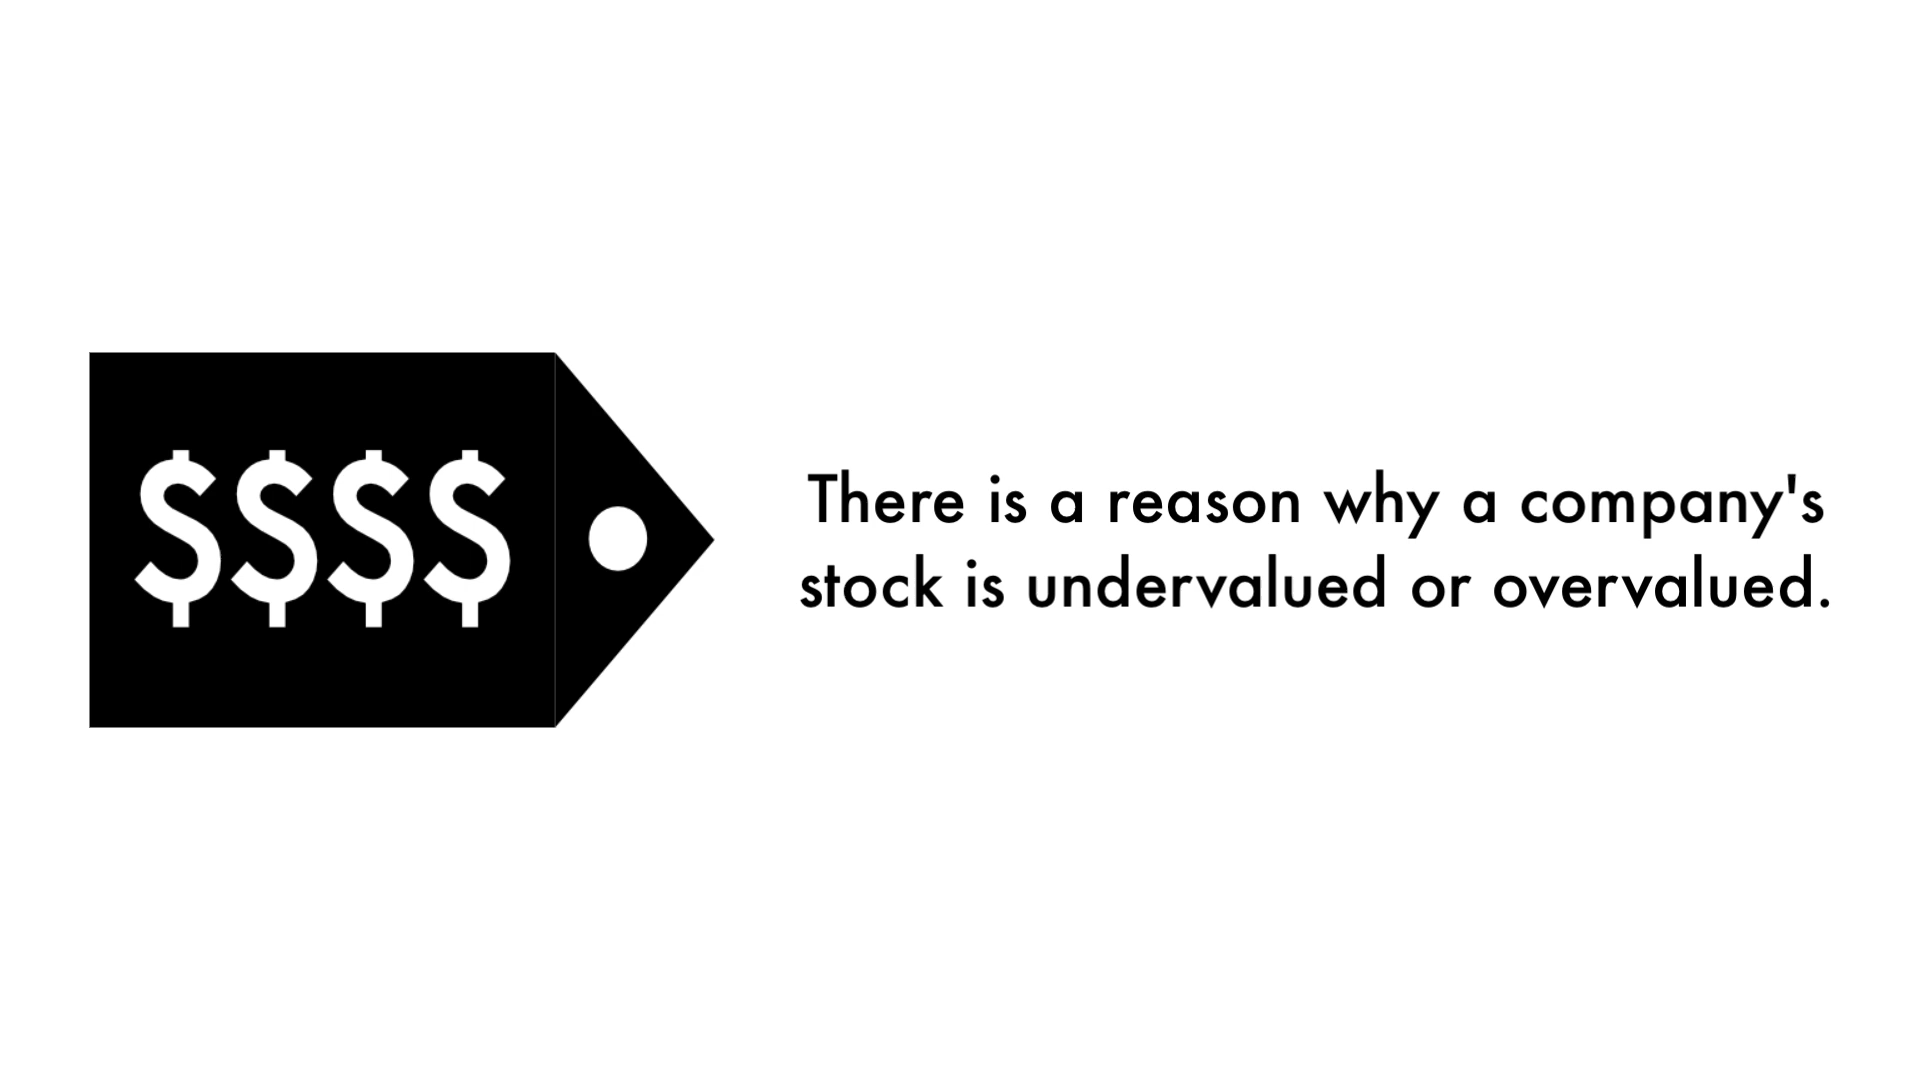 $$$$
There is a reason why a company's
stock is undervalued or overvalued.